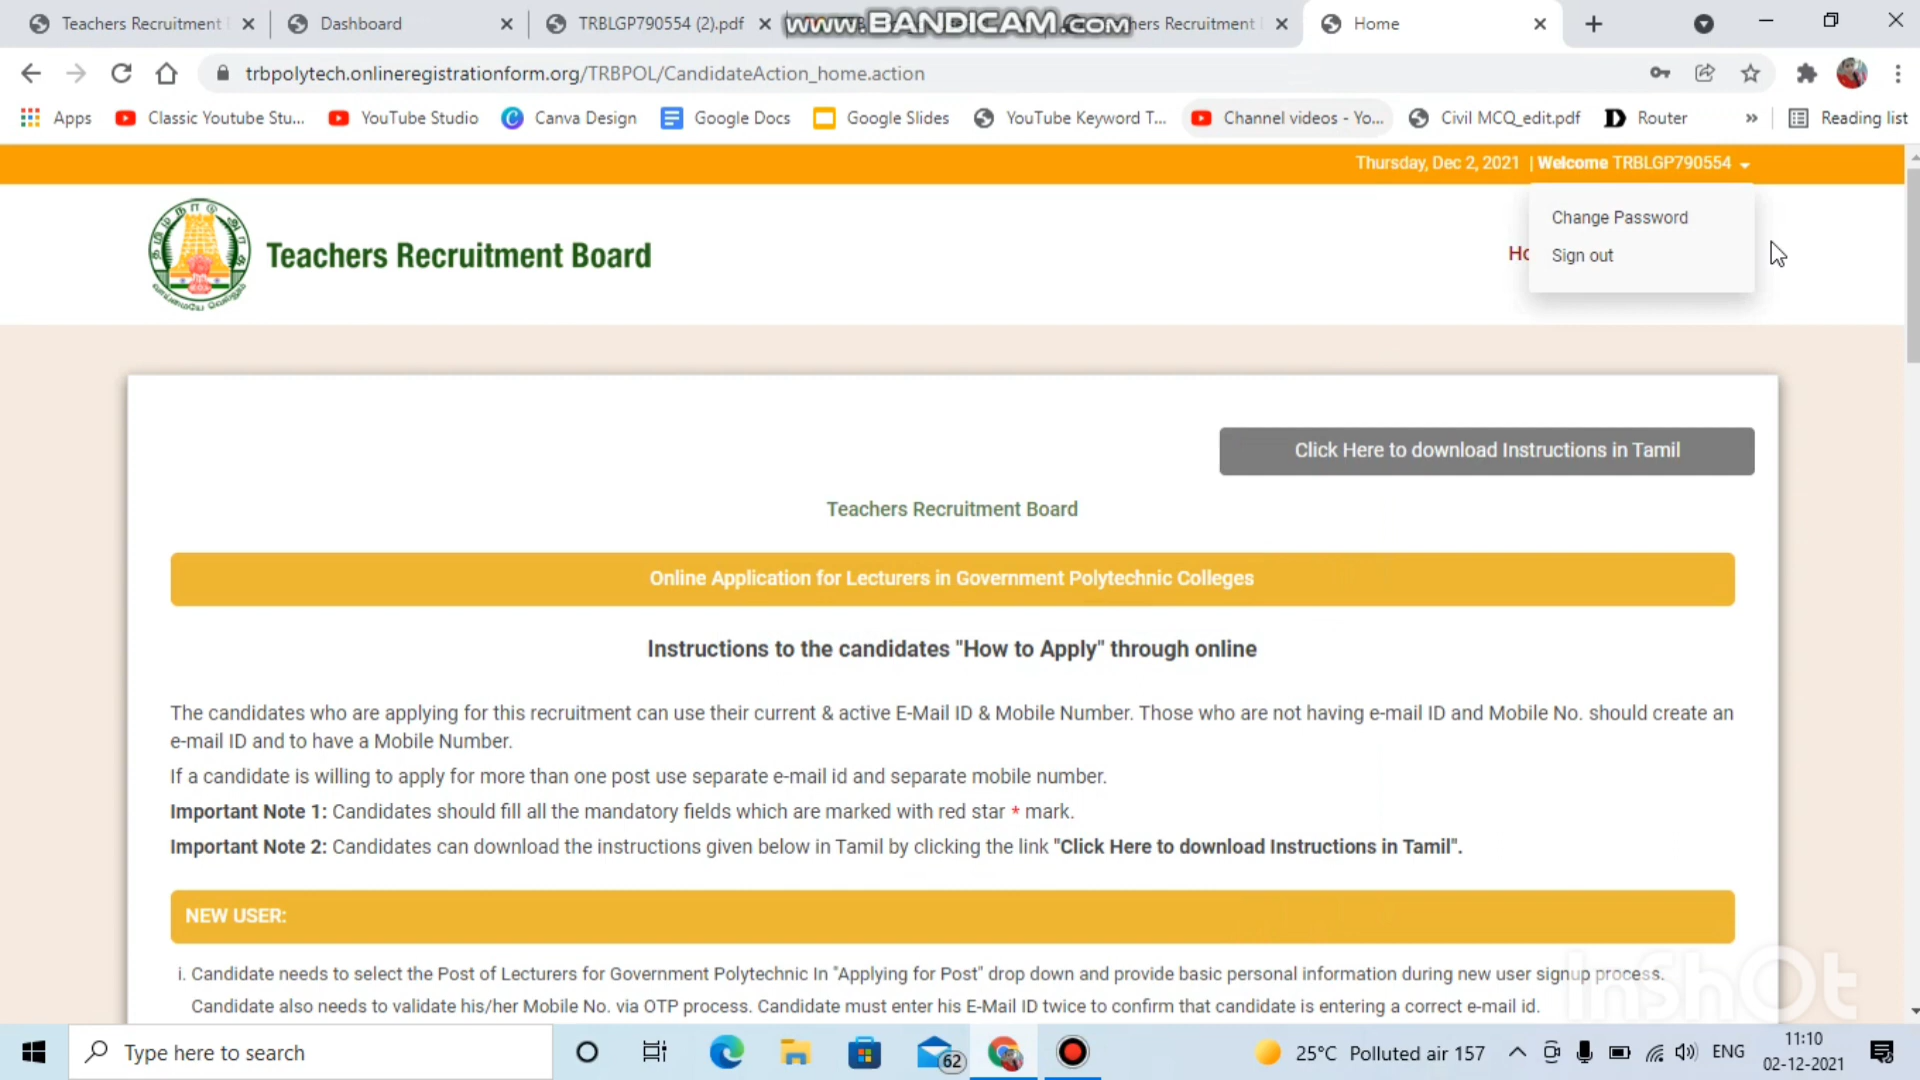 Teachers Recruitment
Dashboard
TRBLGP790554 (2).pdf
www.BANDICAM.com
hers Recruitment
Home
trbpolytech.onlineregistrationform.org/TRBPOL/CandidateAction_home.action
Apps
Classic Youtube Stu...
YouTube Studio
Canva Design
Google Docs
Google Slides
YouTube Keyword T...
Channel videos - Yo...
Civil MCQ_edit.pdf
Router
»
Reading list
Thursday, Dec 2, 2021 | Welcome TRBLGP790554
Change Password
Sign out
Teachers Recruitment Board
Click Here to download Instructions in Tamil
Teachers Recruitment Board
Online Application for Lecturers in Government Polytechnic Colleges
Instructions to the candidates "How to Apply" through online
The candidates who are applying for this recruitment can use their current & active E-Mail ID & Mobile Number. Those who are not having e-mail ID and Mobile No. should create an
e-mail ID and to have a Mobile Number.
If a candidate is willing to apply for more than one post use separate e-mail id and separate mobile number.
Important Note 1: Candidates should fill all the mandatory fields which are marked with red star * mark.
Important Note 2: Candidates can download the instructions given below in Tamil by clicking the link "Click Here to download Instructions in Tamil".
NEW USER:
i. Candidate needs to select the Post of Lecturers for Government Polytechnic In "Applying for Post" drop down and provide basic personal information during new user signup process.
Candidate also needs to validate his/her Mobile No. via OTP process. Candidate must enter his E-Mail ID twice to confirm that candidate is entering a correct e-mail id.
InShOt
Type here to search
62
25°C Polluted air 157
ENG
11:10
02-12-2021